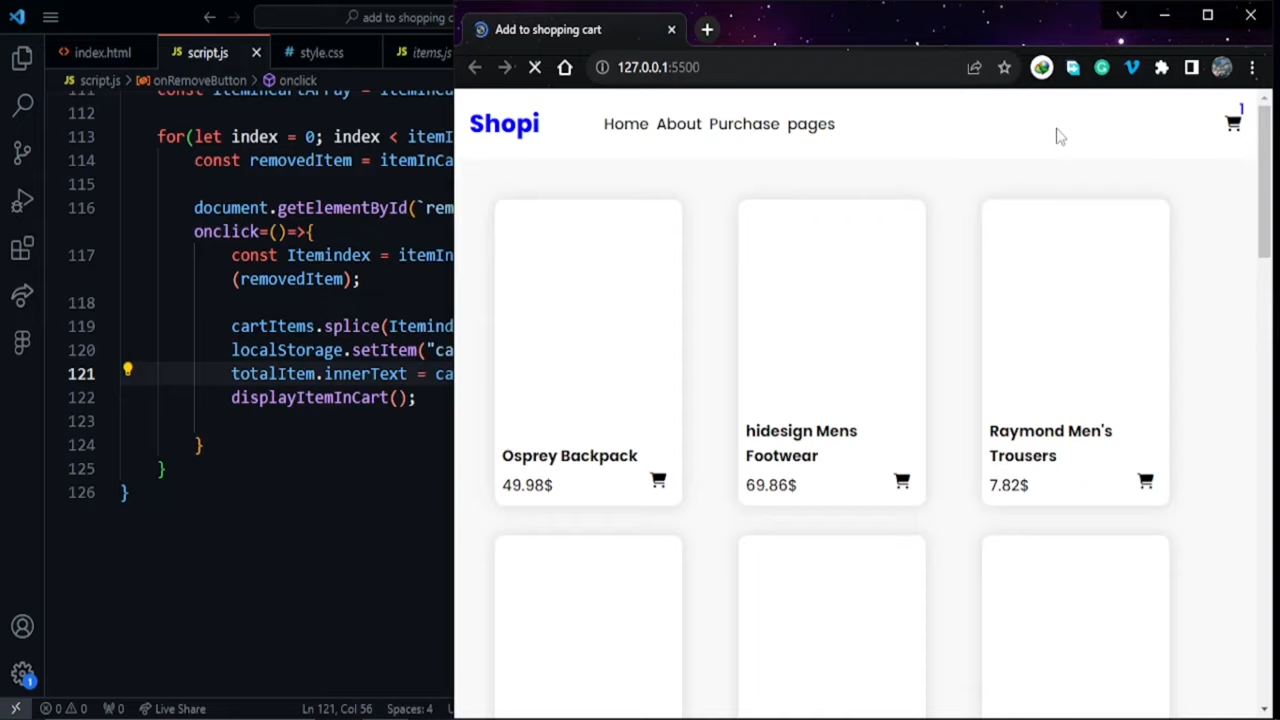 add to shopping c
index.html
script.js
style.css
items.js
script.js > onRemoveButton > onclick
112
113 for(let index = 0; index < itemI
114 const removedItem = itemInCa
115
116 document.getElementById(`rem
onclick=()=>{
117 const Itemindex = itemIn
(removedItem);
118
119 cartItems.splice(Itemind
120 localStorage.setItem("ca
121 totalItem.innerText = ca
122 displayItemInCart();
123
124 }
125 }
126 }
1
0 0 0 Live Share Ln 121, Col 56 Spaces: 4
Add to shopping cart
127.0.0.1:5500
Shopi
Home About Purchase pages
1
Osprey Backpack
49.98$
hidesign Mens
Footwear
69.86$
Raymond Men's
Trousers
7.82$